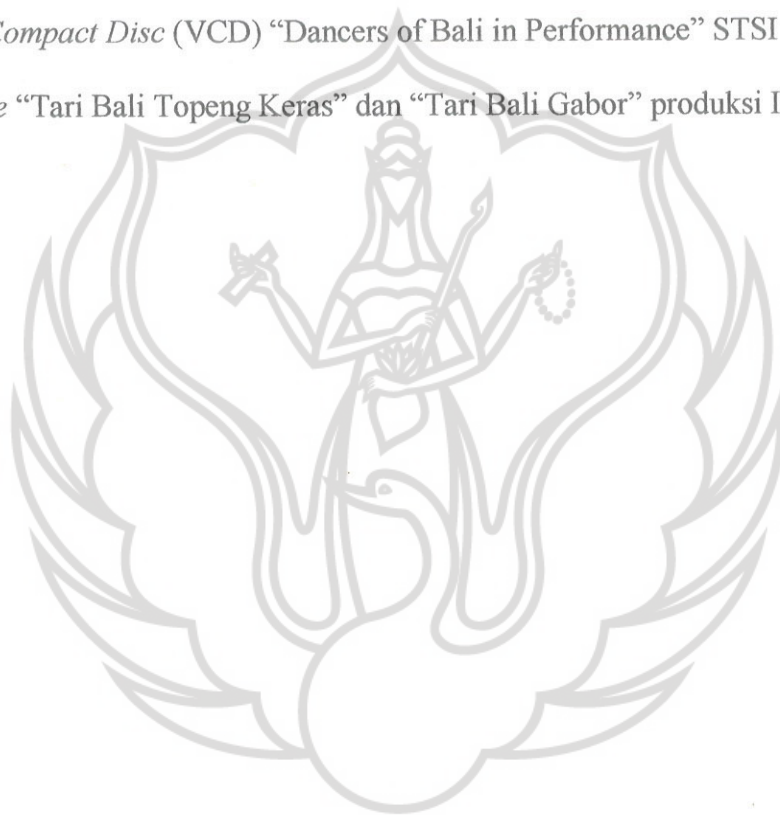 Compact Disc (VCD) “Dancers of Bali in Performance” STSI
“Tari Bali Topeng Keras” dan “Tari Bali Gabor” produksi I